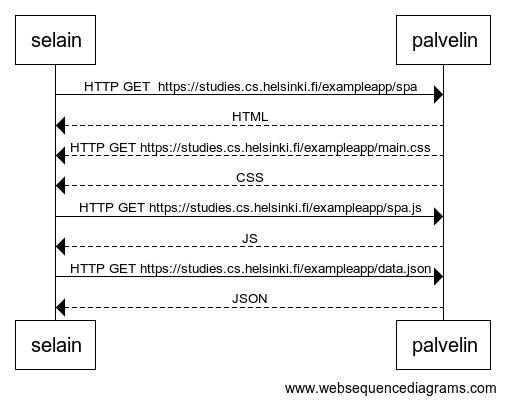 selain palvelin
HTTP GET  https://studies.cs.helsinki.fi/exampleapp/spa
HTML
HTTP GET https://studies.cs.helsinki.fi/exampleapp/main.css
CSS
HTTP GET https://studies.cs.helsinki.fi/exampleapp/spa.js
JS
HTTP GET https://studies.cs.helsinki.fi/exampleapp/data.json
JSON
selain palvelin
www.websequencediagrams.com